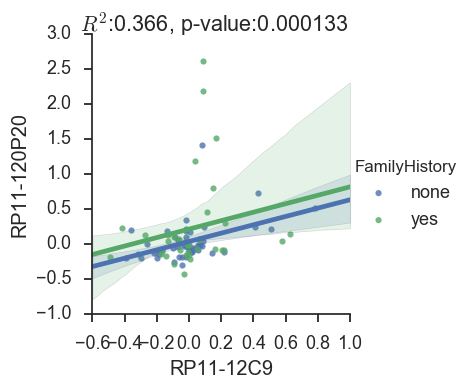 R²:0.366, p-value:0.000133
3.0
2.5
2.0
1.5
1.0
0.5
0.0
−0.5
−1.0
RP11-120P20
−0.6 −0.4 −0.2 0.0 0.2 0.4 0.6 0.8 1.0
RP11-12C9
FamilyHistory
none
yes